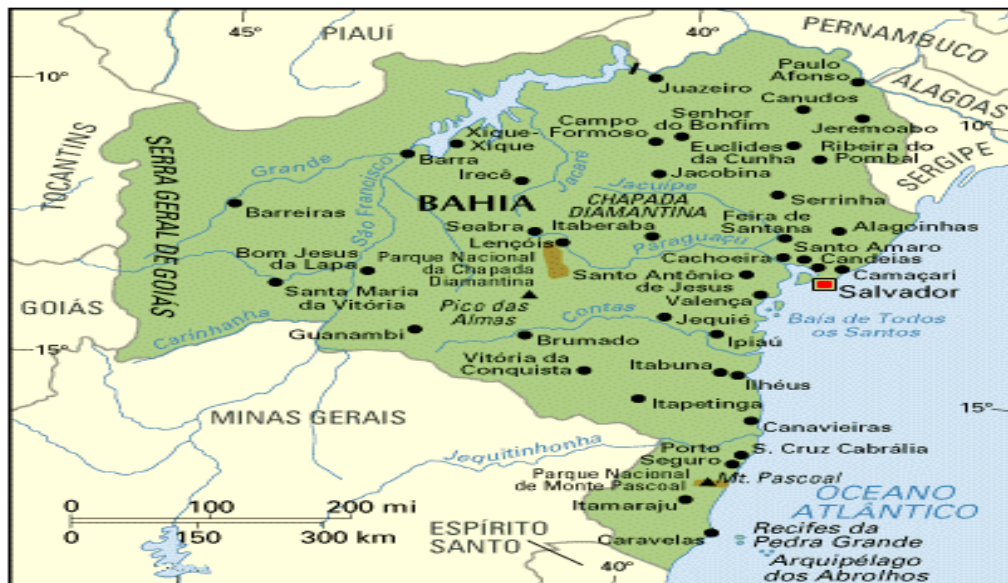 45°
40°
PIAUÍ
PERNAMBUCO
10°
Paulo
Afonso
ALAGOAS
Juazeiro
Canudos
Senhor
do Bonfim
Campo
Formoso
Jeremoabo
10°
Xique-
Xique
Euclides
da Cunha
Ribeira do
Pombal
SERGIPE
TOCANTINS
SERRA GERAL DE GOIÁS
Grande
Barra
Irecê
Jacaré
Jacobina
São Francisco
Jacuípe
BAHIA
CHAPADA
DIAMANTINA
Serrinha
Barreiras
Seabra
Itaberaba
Feira de
Santana
Alagoinhas
Lençóis
Paraguaçu
Santo Amaro
Bom Jesus
da Lapa
Parque Nacional
da Chapada
Diamantina
Cachoeira
Candeias
Santo Antônio
de Jesus
Camaçari
GOIÁS
Santa Maria
da Vitória
Pico das
Almas
Valença
Salvador
Contas
Jequié
Baía de Todos
os Santos
Carinhanha
Guanambi
Brumado
Ipiaú
15°
Vitória da
Conquista
Itabuna
Ilhéus
MINAS GERAIS
Itapetinga
15°
Canavieiras
Jequitinhonha
Porto
Seguro
S. Cruz Cabrália
Parque Nacional
de Monte Pascoal
Mt. Pascoal
0 100 200 mi
0 150 300 km
Itamaraju
OCEANO
ATLÂNTICO
ESPÍRITO
SANTO
Caravelas
Recifes da
Pedra Grande
40°
Arquipélago
dos Abrolhos